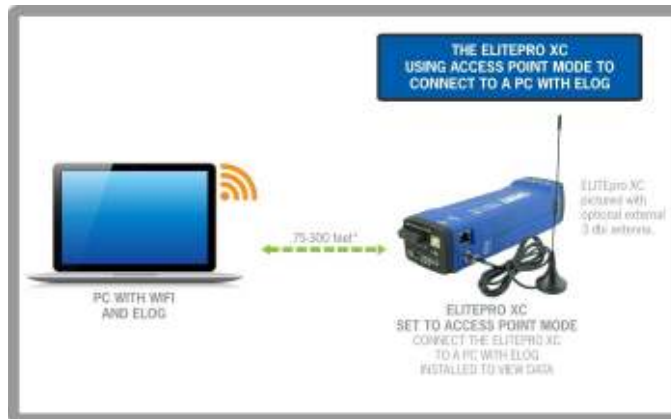 THE ELITEPRO XC
USING ACCESS POINT MODE TO
CONNECT TO A PC WITH ELOG
ELITEpro XC
pictured with
optional external
3 dbi antenna.
75-300 feet*
PC WITH WIFI
AND ELOG
ELITEPRO XC
SET TO ACCESS POINT MODE
CONNECT THE ELITEPRO XC
TO A PC WITH ELOG
INSTALLED TO VIEW DATA